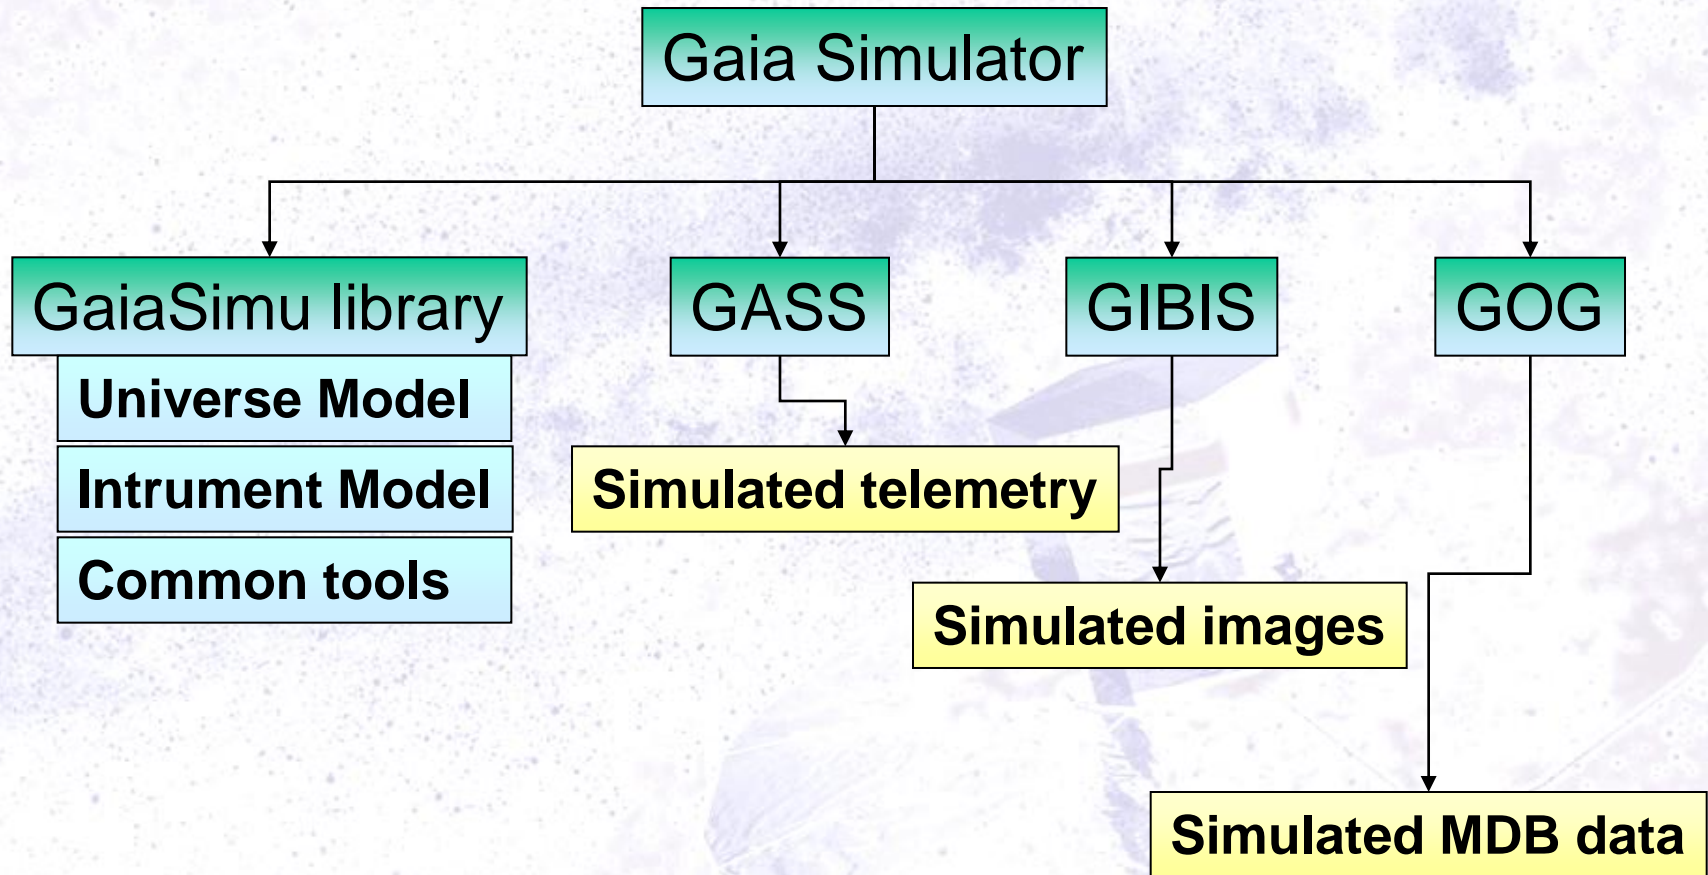 Gaia Simulator
GaiaSimu library
GASS
GIBIS
GOG
Universe Model
Intrument Model
Common tools
Simulated telemetry
Simulated images
Simulated MDB data